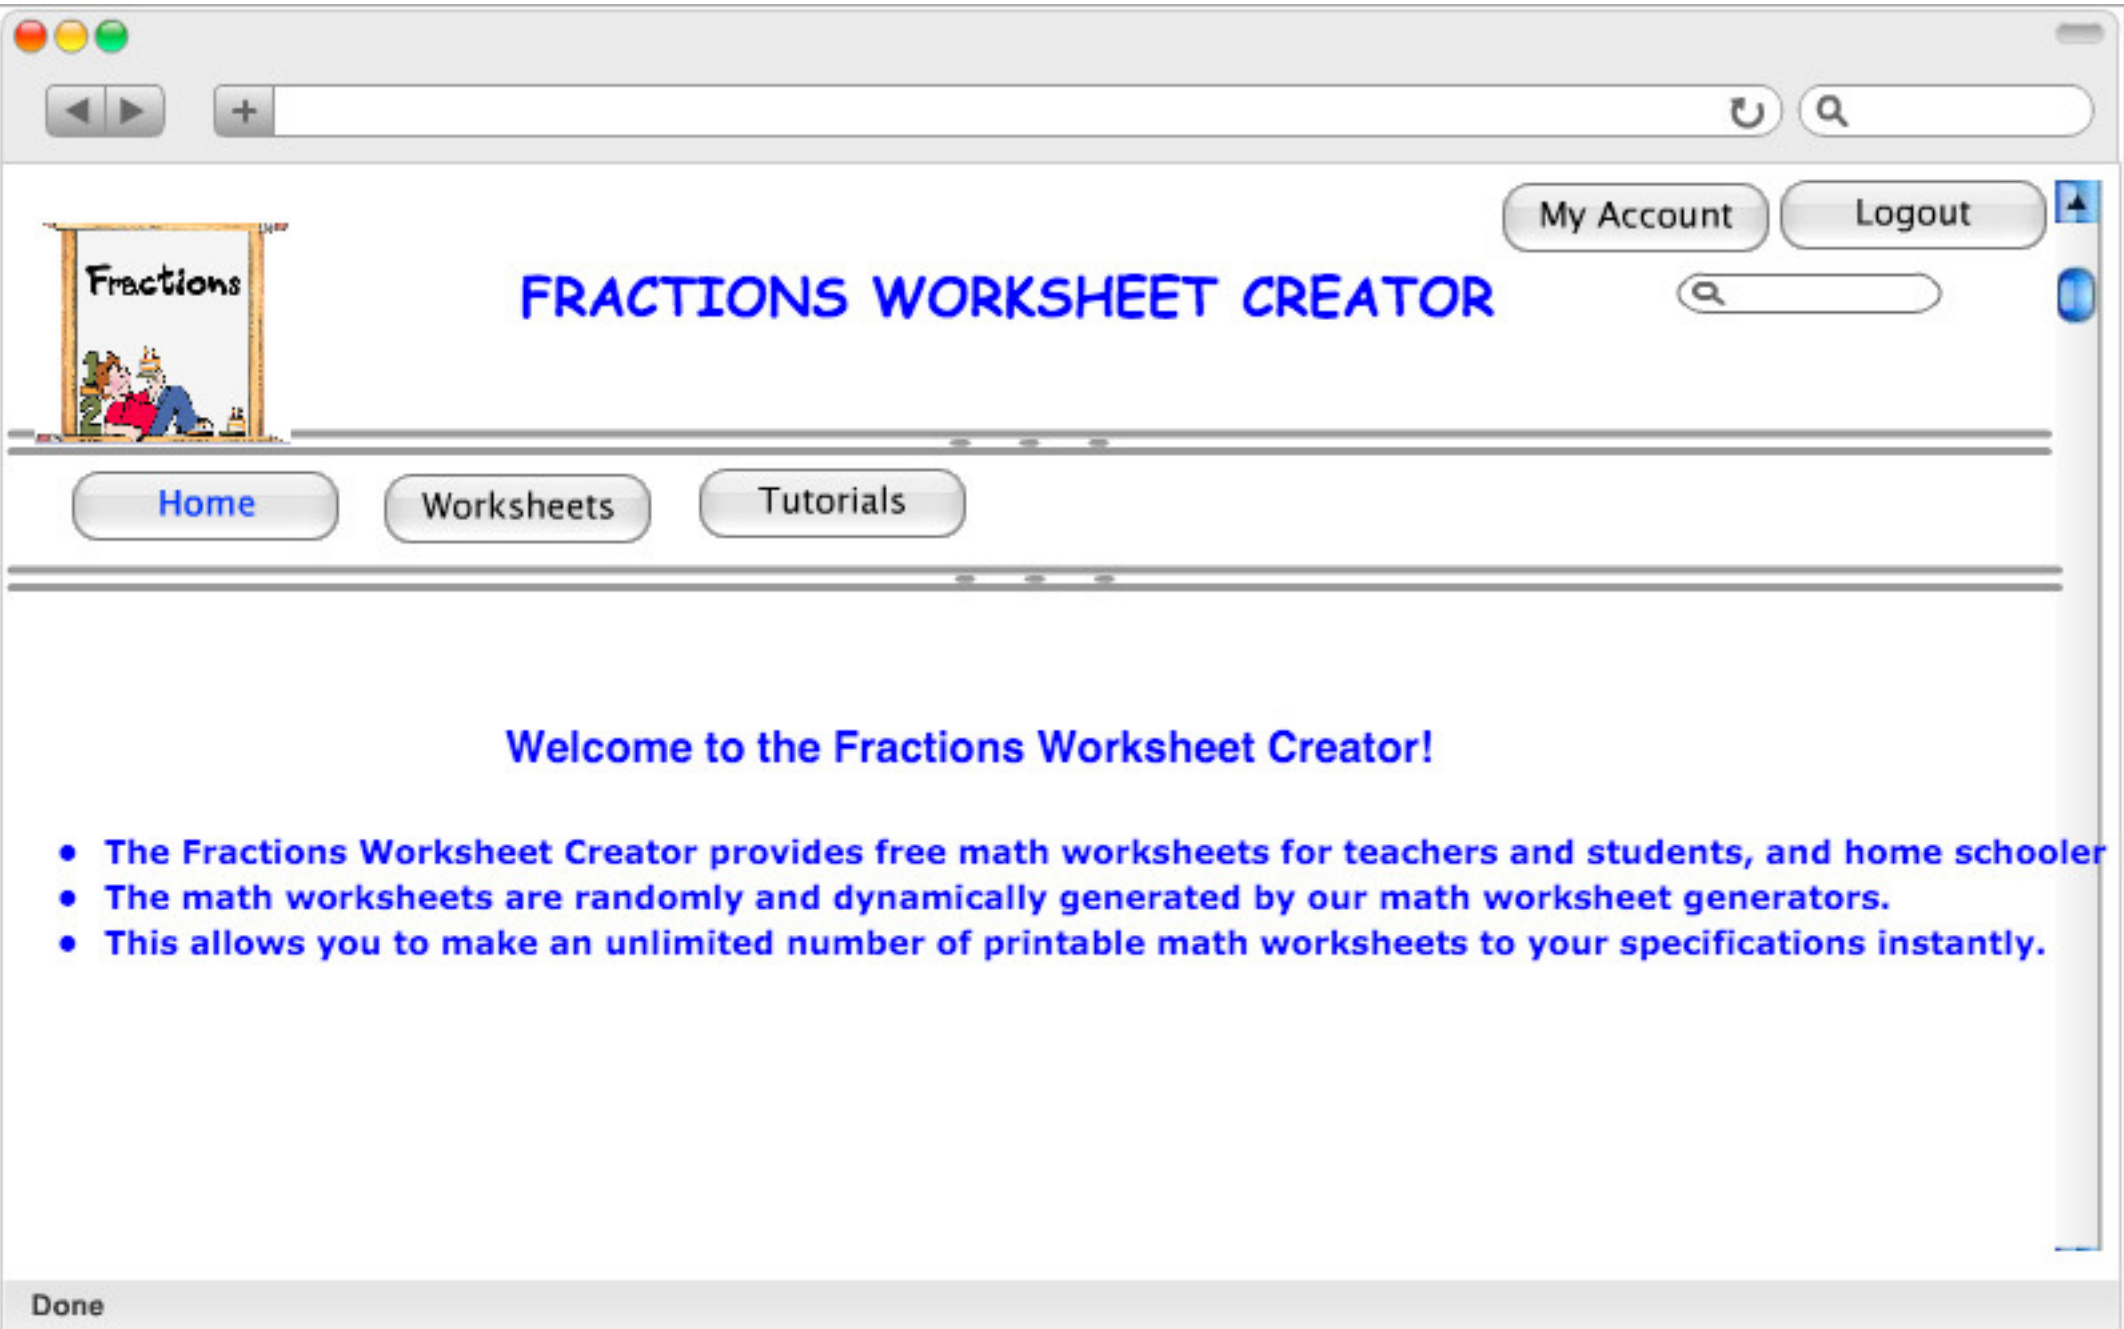 My Account
Logout
Fractions
FRACTIONS WORKSHEET CREATOR
1
2
Home
Worksheets
Tutorials
Welcome to the Fractions Worksheet Creator!
• The Fractions Worksheet Creator provides free math worksheets for teachers and students, and home schooler
• The math worksheets are randomly and dynamically generated by our math worksheet generators.
• This allows you to make an unlimited number of printable math worksheets to your specifications instantly.
Done